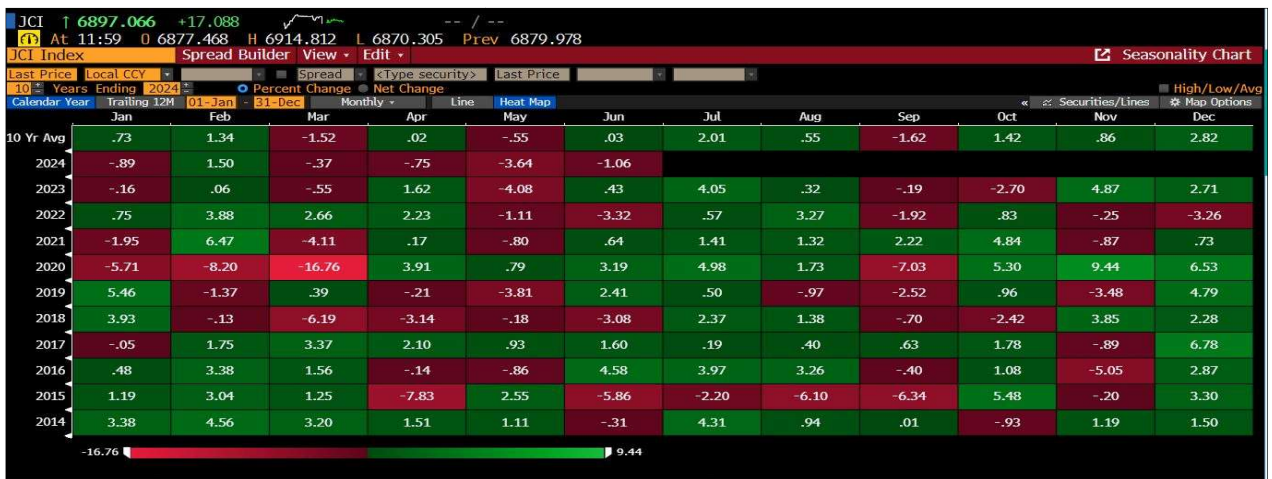 JCI ↑ 6897.066 +17.088 -- / --
At 11:59 O 6877.468 H 6914.812 L 6870.305 Prev 6879.978
JCI Index Spread Builder View Edit Seasonality Chart
Last Price Local CCY Spread <Type security> Last Price
10 Years Ending 2024 Percent Change Net Change High/Low/Avg
Calendar Year Trailing 12M 01-Jan - 31-Dec Monthly Line Heat Map « Securities/Lines Map Options
Jan Feb Mar Apr May Jun Jul Aug Sep Oct Nov Dec
10 Yr Avg .73 1.34 -1.52 .02 -.55 .03 2.01 .55 -1.62 1.42 .86 2.82
2024 -.89 1.50 -.37 -.75 -3.64 -1.06
2023 -.16 .06 -.55 1.62 -4.08 .43 4.05 .32 -.19 -2.70 4.87 2.71
2022 .75 3.88 2.66 2.23 -1.11 -3.32 .57 3.27 -1.92 .83 -.25 -3.26
2021 -1.95 6.47 -4.11 .17 -.80 .64 1.41 1.32 2.22 4.84 -.87 .73
2020 -5.71 -8.20 -16.76 3.91 .79 3.19 4.98 1.73 -7.03 5.30 9.44 6.53
2019 5.46 -1.37 .39 -.21 -3.81 2.41 .50 -.97 -2.52 .96 -3.48 4.79
2018 3.93 -.13 -6.19 -3.14 -.18 -3.08 2.37 1.38 -.70 -2.42 3.85 2.28
2017 -.05 1.75 3.37 2.10 .93 1.60 .19 .40 .63 1.78 -.89 6.78
2016 .48 3.38 1.56 -.14 -.86 4.58 3.97 3.26 -.40 1.08 -5.05 2.87
2015 1.19 3.04 1.25 -7.83 2.55 -5.86 -2.20 -6.10 -6.34 5.48 -.20 3.30
2014 3.38 4.56 3.20 1.51 1.11 -.31 4.31 .94 .01 -.93 1.19 1.50
-16.76 9.44